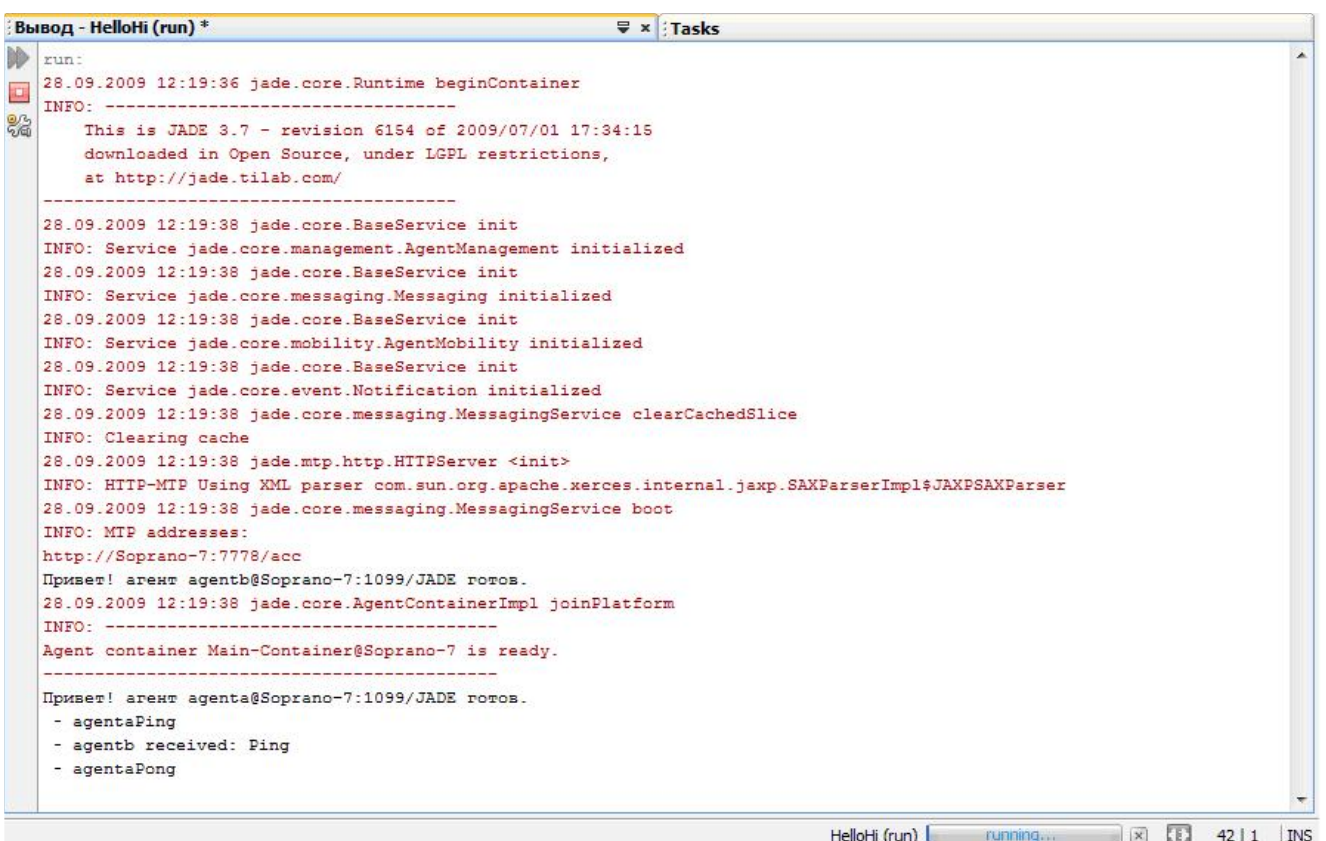 Вывод - HelloHi (run) *
Tasks
run:
28.09.2009 12:19:36 jade.core.Runtime beginContainer
INFO: ----------------------------------
This is JADE 3.7 - revision 6154 of 2009/07/01 17:34:15
downloaded in Open Source, under LGPL restrictions,
at http://jade.tilab.com/
----------------------------------------
28.09.2009 12:19:38 jade.core.BaseService init
INFO: Service jade.core.management.AgentManagement initialized
28.09.2009 12:19:38 jade.core.BaseService init
INFO: Service jade.core.messaging.Messaging initialized
28.09.2009 12:19:38 jade.core.BaseService init
INFO: Service jade.core.mobility.AgentMobility initialized
28.09.2009 12:19:38 jade.core.BaseService init
INFO: Service jade.core.event.Notification initialized
28.09.2009 12:19:38 jade.core.messaging.MessagingService clearCachedSlice
INFO: Clearing cache
28.09.2009 12:19:38 jade.mtp.http.HTTPServer <init>
INFO: HTTP-MTP Using XML parser com.sun.org.apache.xerces.internal.jaxp.SAXParserImpl$JAXPSAXParser
28.09.2009 12:19:38 jade.core.messaging.MessagingService boot
INFO: MTP addresses:
http://Soprano-7:7778/acc
Привет! агент agentb@Soprano-7:1099/JADE готов.
28.09.2009 12:19:38 jade.core.AgentContainerImpl joinPlatform
INFO: --------------------------------------
Agent container Main-Container@Soprano-7 is ready.
--------------------------------------------
Привет! агент agenta@Soprano-7:1099/JADE готов.
- agentaPing
- agentb received: Ping
- agentaPong
HelloHi (run) running... 42 | 1 INS